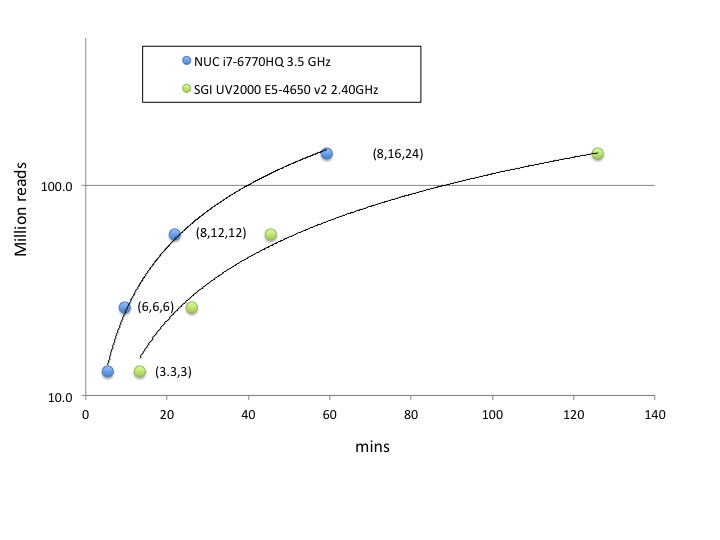 NUC i7-6770HQ 3.5 GHz
SGI UV2000 E5-4650 v2 2.40GHz
Million reads
100.0
10.0
(8,16,24)
(8,12,12)
(6,6,6)
(3.3,3)
0 20 40 60 80 100 120 140
mins